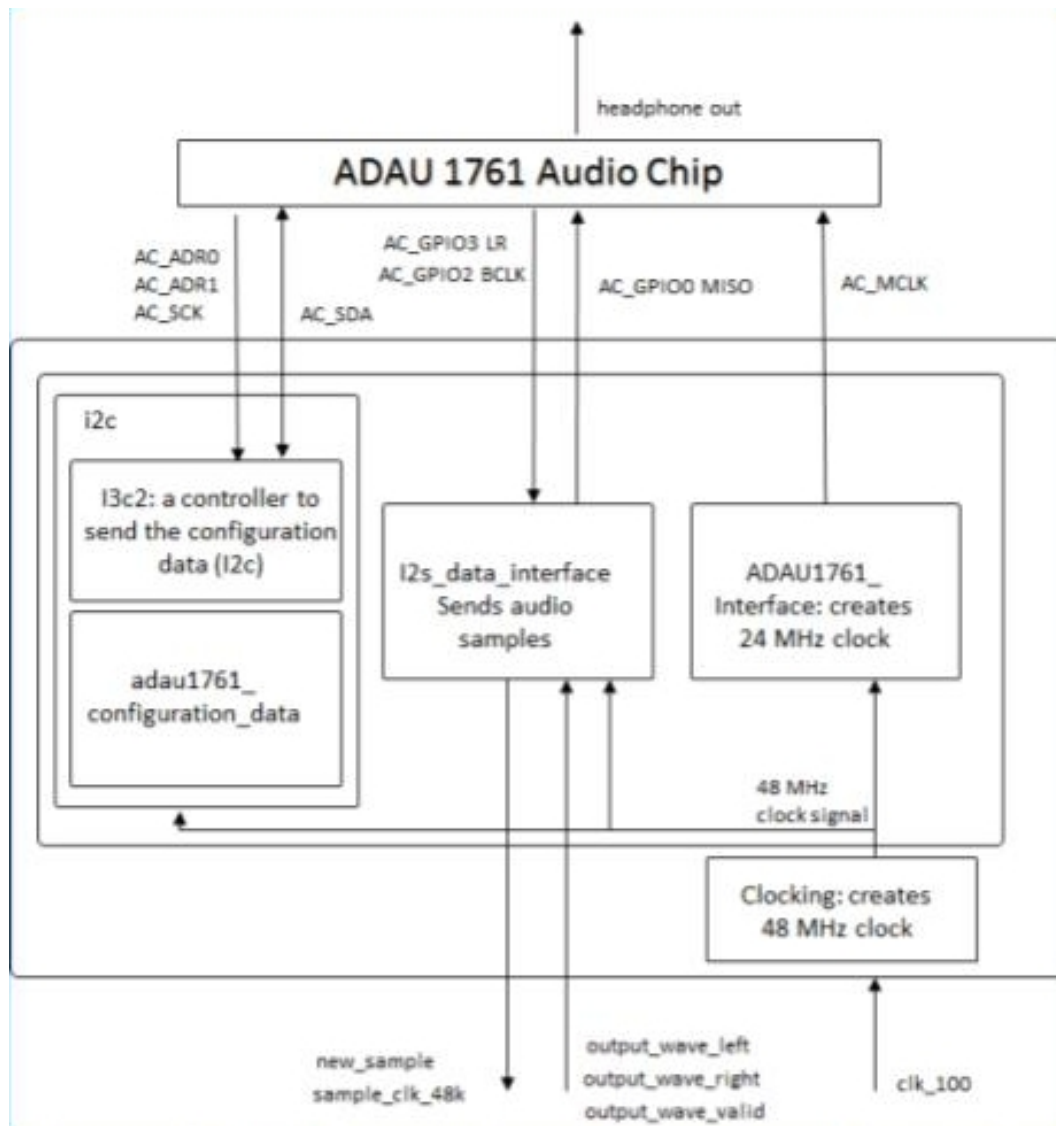 headphone out
ADAU 1761 Audio Chip
AC_ADR0
AC_ADR1
AC_SCK
AC_SDA
AC_GPIO3 LR
AC_GPIO2 BCLK
AC_GPIO0 MISO
AC_MCLK
i2c
I3c2: a controller to
send the configuration
data (I2c)
adau1761_
configuration_data
I2s_data_interface
Sends audio
samples
ADAU1761_
Interface: creates
24 MHz clock
48 MHz
clock signal
Clocking: creates
48 MHz clock
new_sample
sample_clk_48k
output_wave_left
output_wave_right
output_wave_valid
clk_100